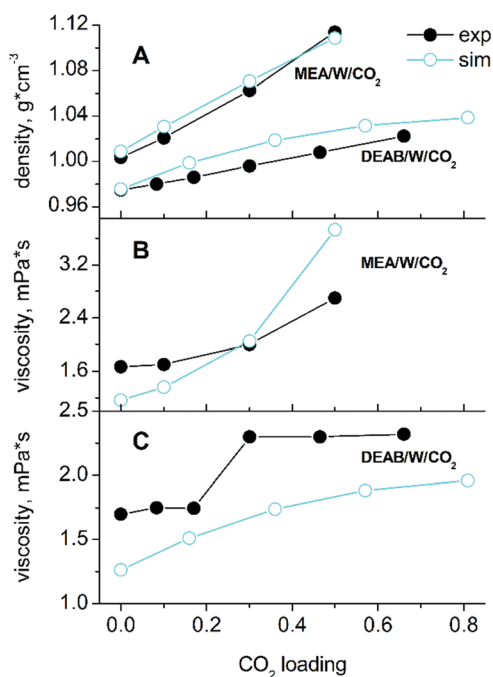 1.12
A
exp
sim
1.08
MEA/W/CO2
density, g*cm-3
1.04
1.00
DEAB/W/CO2
0.96
B
3.2
MEA/W/CO2
viscosity, mPa*s
2.4
1.6
2.5
C
DEAB/W/CO2
viscosity, mPa*s
2.0
1.5
1.0
0.0 0.2 0.4 0.6 0.8
CO2 loading